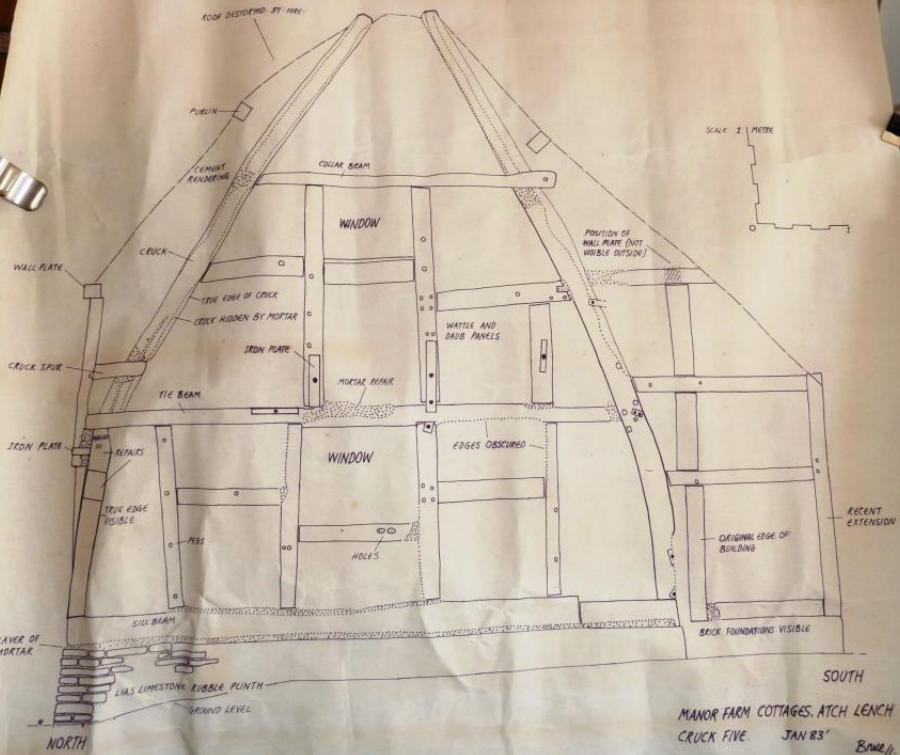 ROOF DESTORYED BY FIRE
PURLIN
CEMENT
RENDERING
COLLAR BEAM
SCALE 1 METRE
0
1
WINDOW
POSITION OF
WALL PLATE (NOT
VISIBLE OUTSIDE)
CRUCK
WALL PLATE
TRUE EDGE OF CRUCK
CRUCK HIDDEN BY MORTAR
WATTLE AND
DAUB PANELS
IRON PLATE
CRUCK SPUR
MORTAR REPAIR
TIE BEAM
IRON PLATE
REPAIRS
EDGES OBSCURED
WINDOW
TRUE EDGE
VISIBLE
PEGS
HOLES
ORIGINAL EDGE OF
BUILDING
RECENT
EXTENSION
SILL BEAM
LAYER OF
MORTAR
BRICK FOUNDATIONS VISIBLE
LIAS LIMESTONE RUBBLE PLINTH
GROUND LEVEL
SOUTH
NORTH
MANOR FARM COTTAGES. ATCH LENCH
CRUCK FIVE. JAN 83'
Bruce